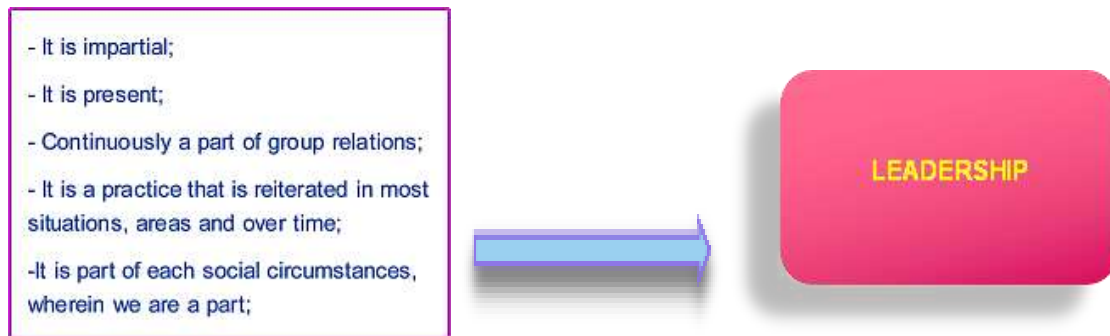 - It is impartial;
- It is present;
- Continuously a part of group relations;
- It is a practice that is reiterated in most
situations, areas and over time;
-It is part of each social circumstances,
wherein we are a part;
LEADERSHIP